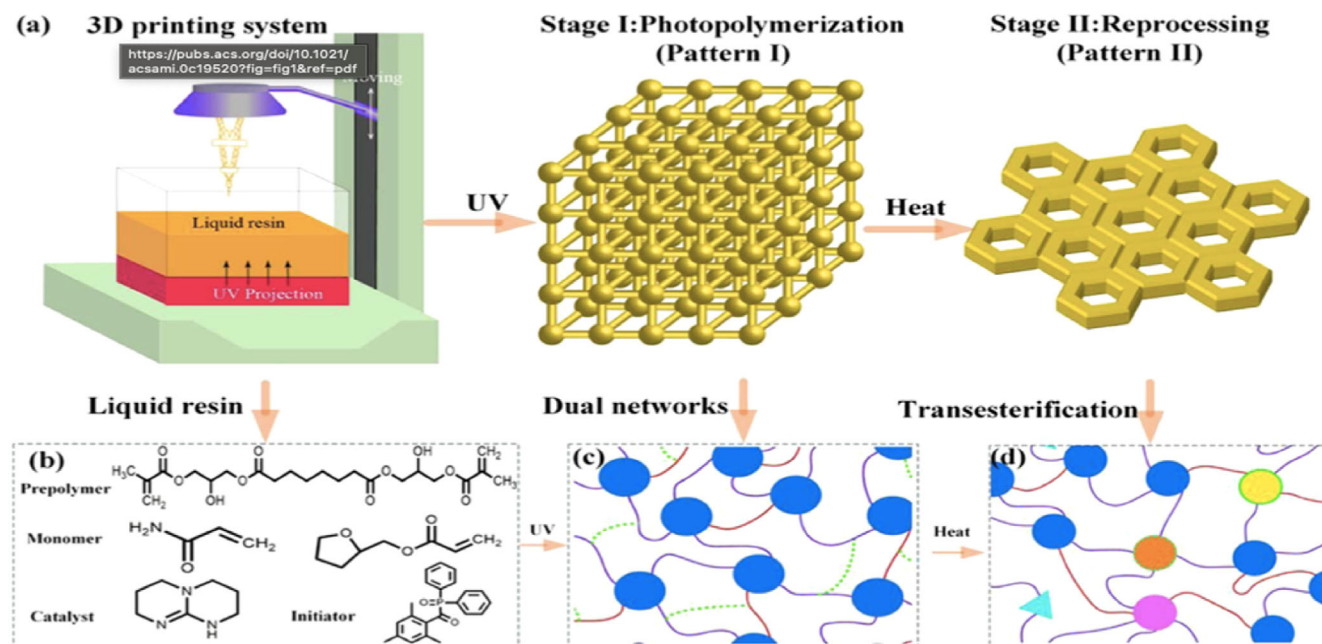 (a)
3D printing system
https://pubs.acs.org/doi/10.1021/
acsami.0c19520?fig=fig1&ref=pdf
Moving
Liquid resin
UV Projection
UV
Stage I:Photopolymerization
(Pattern I)
Heat
Stage II:Reprocessing
(Pattern II)
Liquid resin
Dual networks
Transesterification
(b)
Prepolymer
H₃C
O
CH₂
O
OH
O
O
O
O
OH
O
O
CH₂
CH₃
O
Monomer
H₂N
O
CH₂
O
O
O
CH₂
Catalyst
N
N
N
H
Initiator
O
P
O
UV
(c)
Heat
(d)